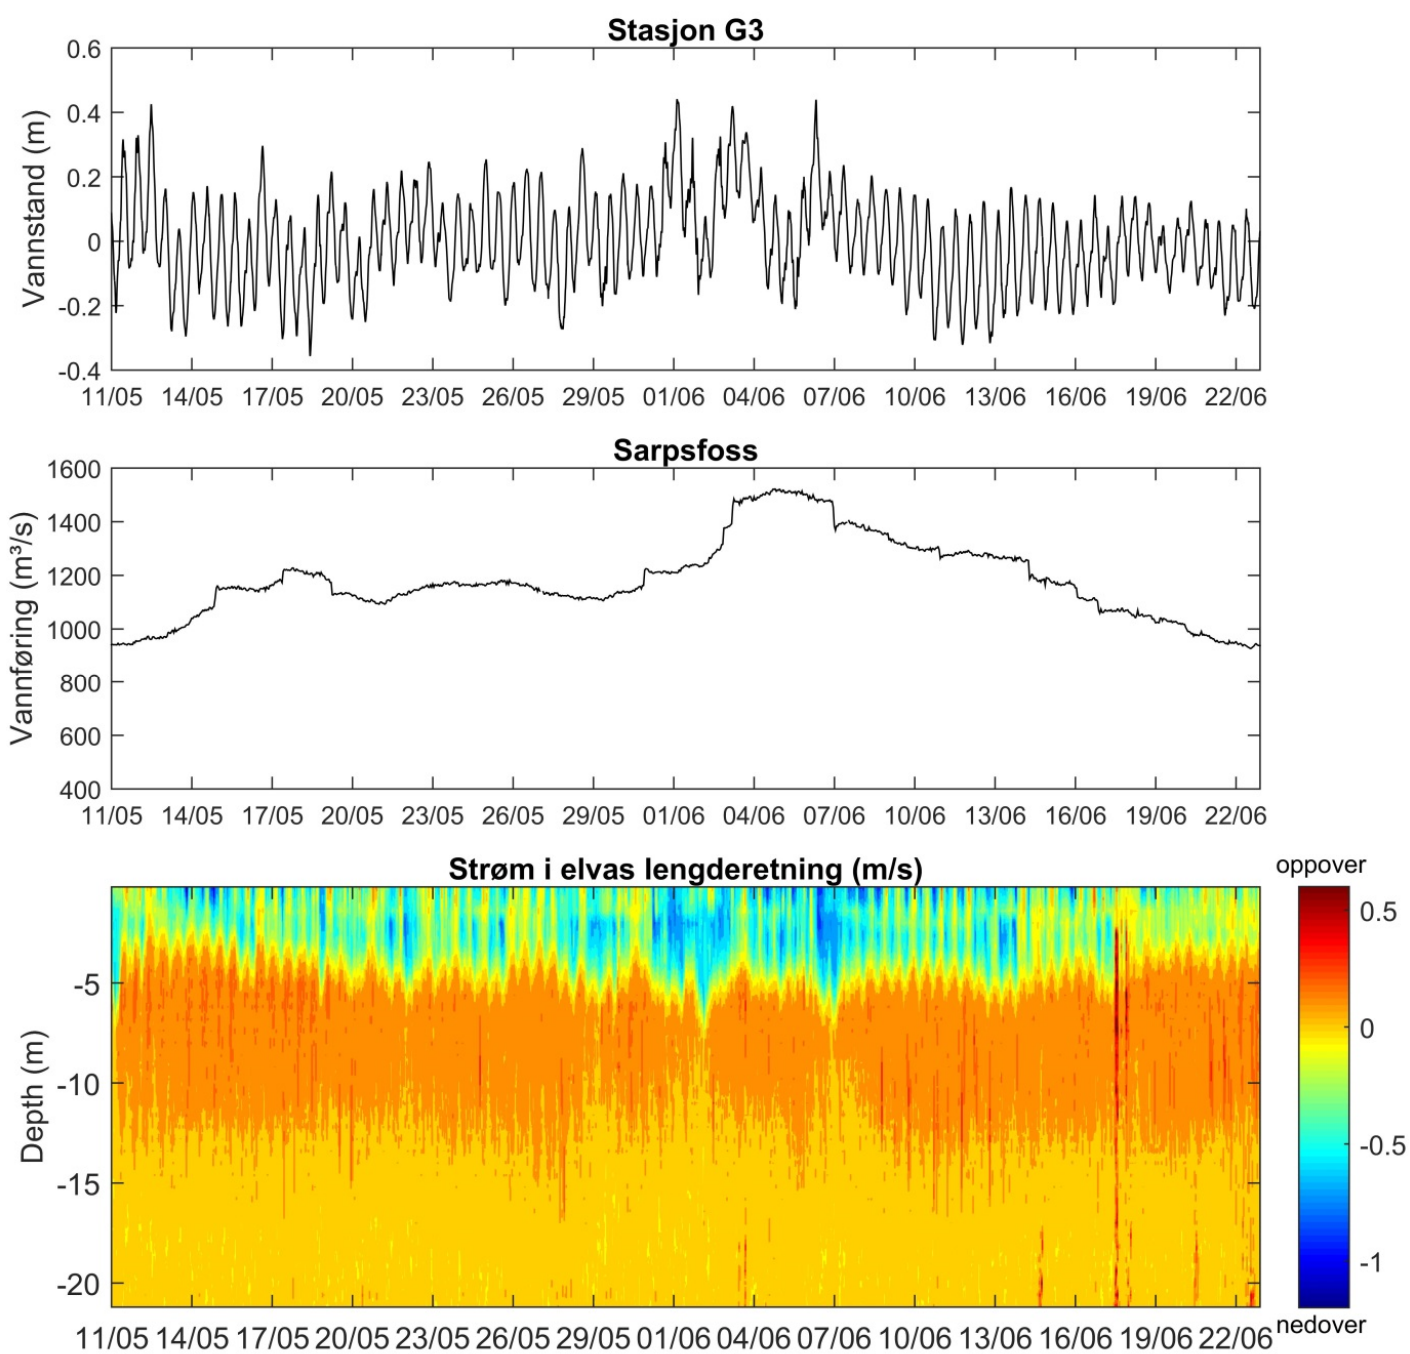 Stasjon G3
Vannstand (m)
0.6
0.4
0.2
0
-0.2
-0.4
11/05 14/05 17/05 20/05 23/05 26/05 29/05 01/06 04/06 07/06 10/06 13/06 16/06 19/06 22/06
Sarpsfoss
Vannføring (m³/s)
1600
1400
1200
1000
800
600
400
11/05 14/05 17/05 20/05 23/05 26/05 29/05 01/06 04/06 07/06 10/06 13/06 16/06 19/06 22/06
Strøm i elvas lengderetning (m/s)
oppover
Depth (m)
-5
-10
-15
-20
0.5
0
-0.5
-1
nedover
11/05 14/05 17/05 20/05 23/05 26/05 29/05 01/06 04/06 07/06 10/06 13/06 16/06 19/06 22/06